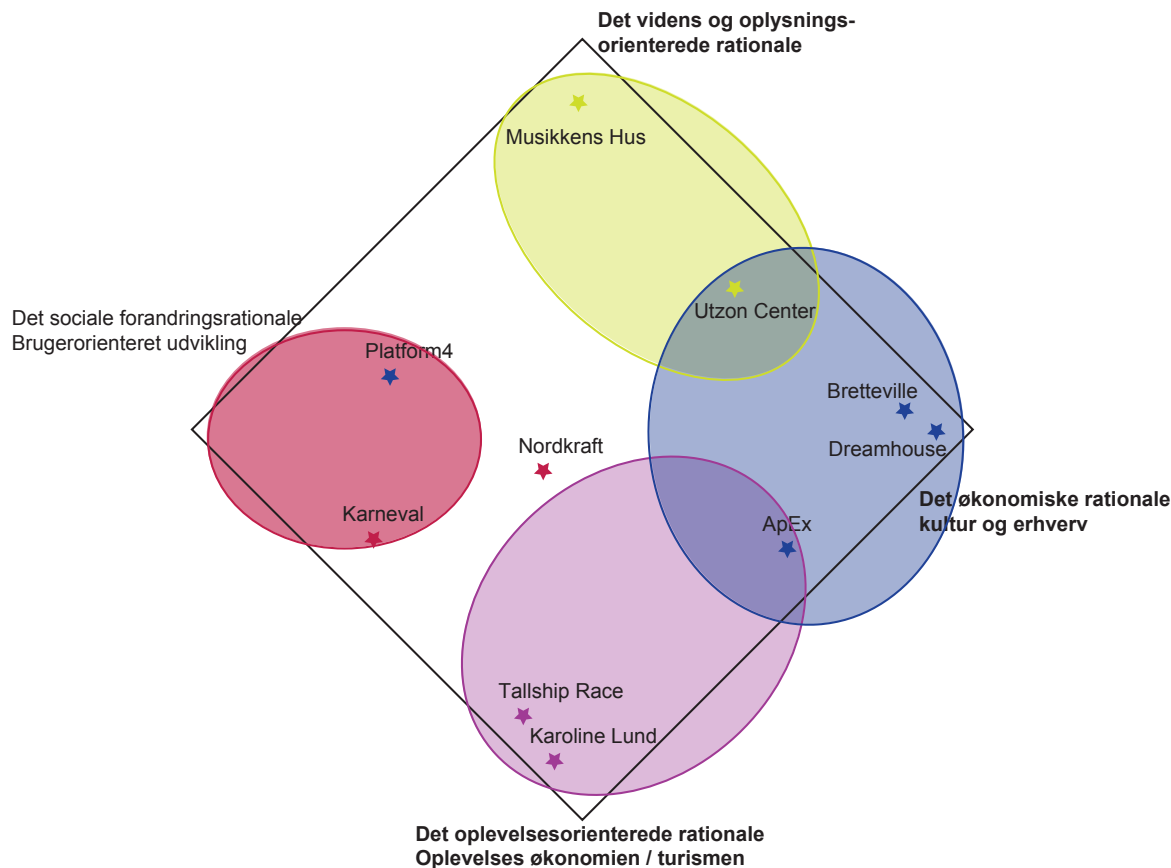 Det videns og oplysnings-
orienterede rationale
Musikkens Hus
Utzon Center
Det sociale forandringsrationale
Brugerorienteret udvikling
Platform4
Bretteville
Nordkraft
Dreamhouse
Det økonomiske rationale
kultur og erhverv
Karneval
ApEx
Tallship Race
Karoline Lund
Det oplevelsesorienterede rationale
Oplevelses økonomien / turismen